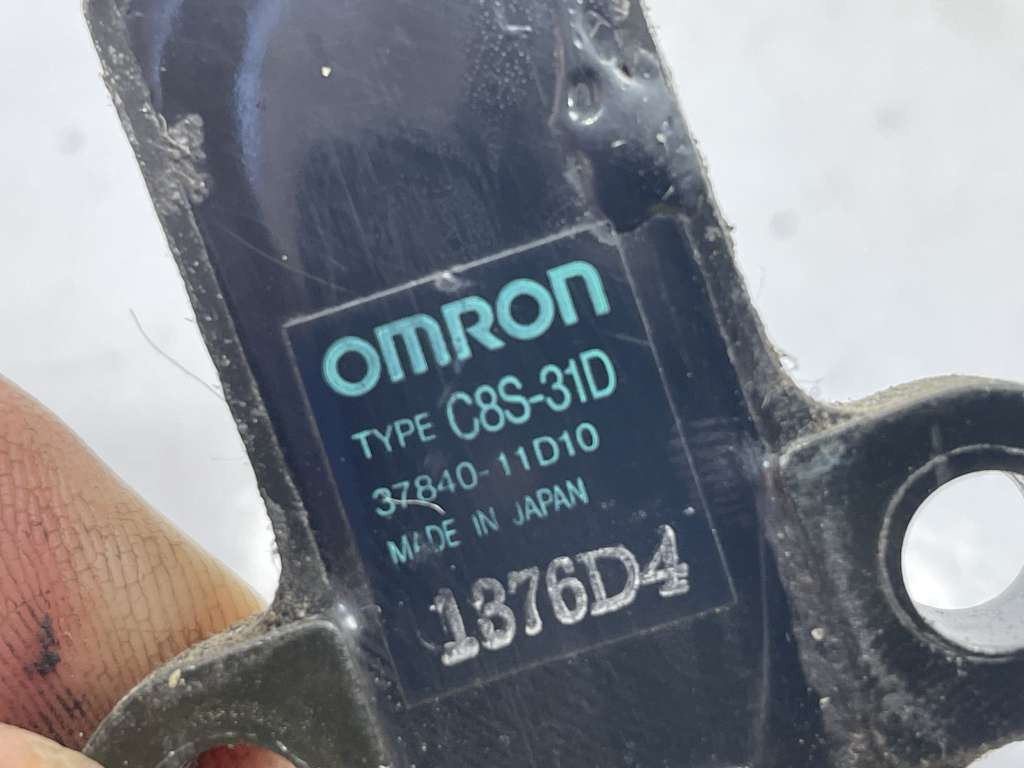 OMRON
TYPE C8S-31D
37840-11D10
MADE IN JAPAN
1376D4